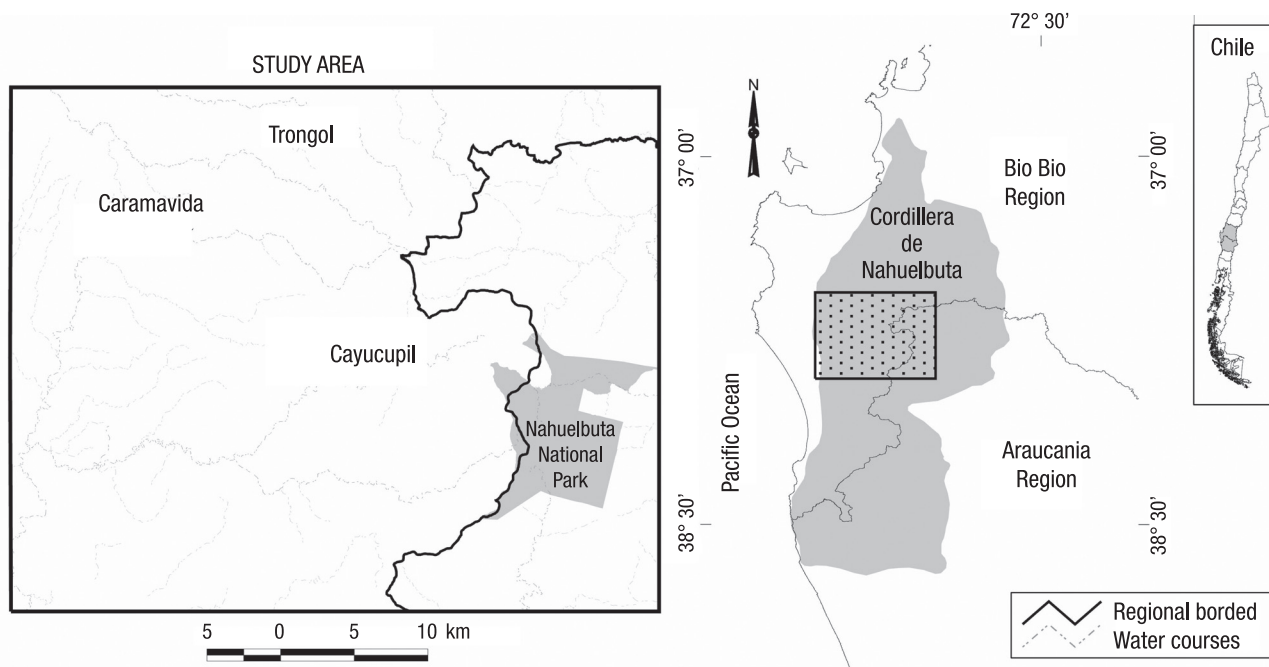 STUDY AREA
Trongol
Caramavida
Cayucupil
Nahuelbuta
National
Park
5 0 5 10 km
72° 30’
N
37° 00’
37° 00’
Bio Bio
Region
Cordillera
de
Nahuelbuta
Pacific Ocean
Araucania
Region
38° 30’
38° 30’
Chile
Regional borded
Water courses